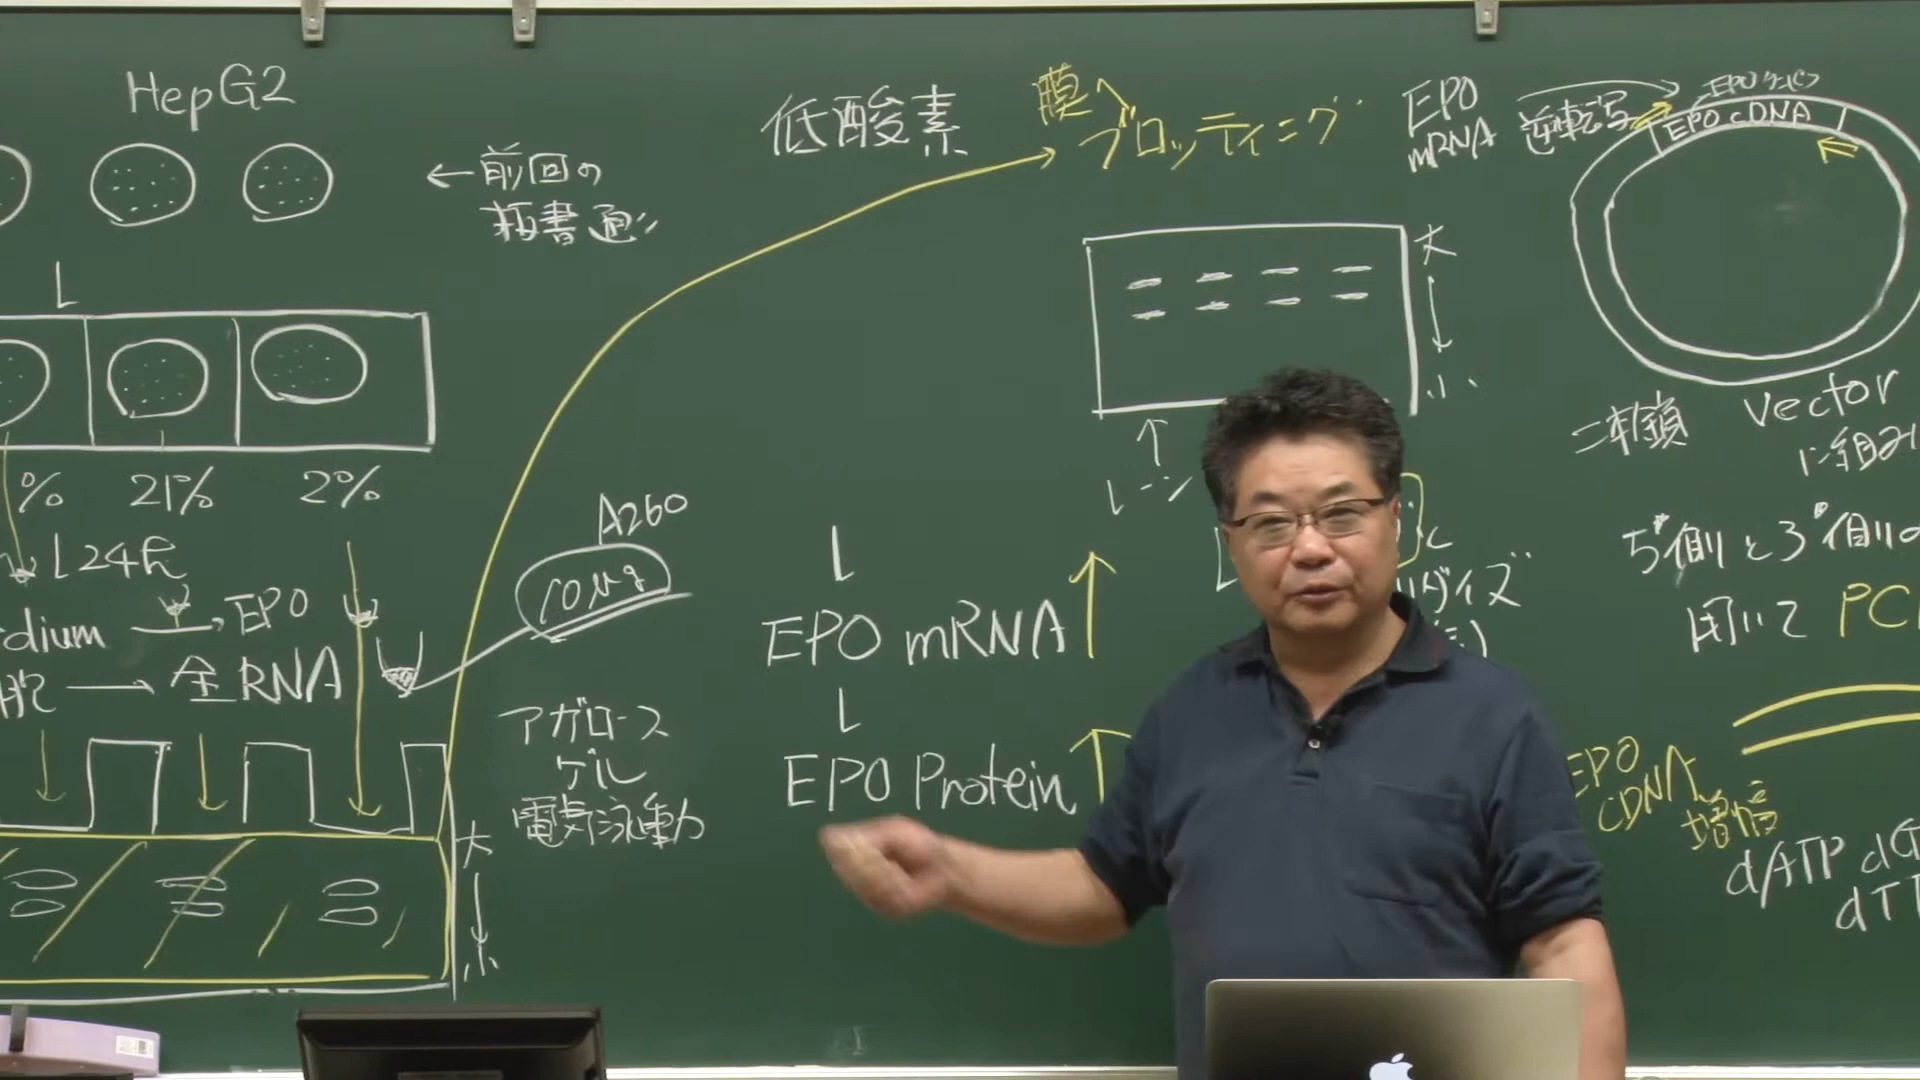 HepG2
←前回の
板書通り
% 21% 2%
24h
dium → EPO
→ 全RNA
A260
10μg
アガロース
ゲル
電気泳動
大
↓
小
低酸素
EPO mRNA ↑
EPO Protein ↑
膜へ
ブロッティング
大
↓
小
↑
レーン
EPO
mRNA
逆転写
EPO cDNA
二本鎖
vector
に組み
5'側と3'側の
用いて PC
EPO
cDNA
増幅
dATP dG
dT